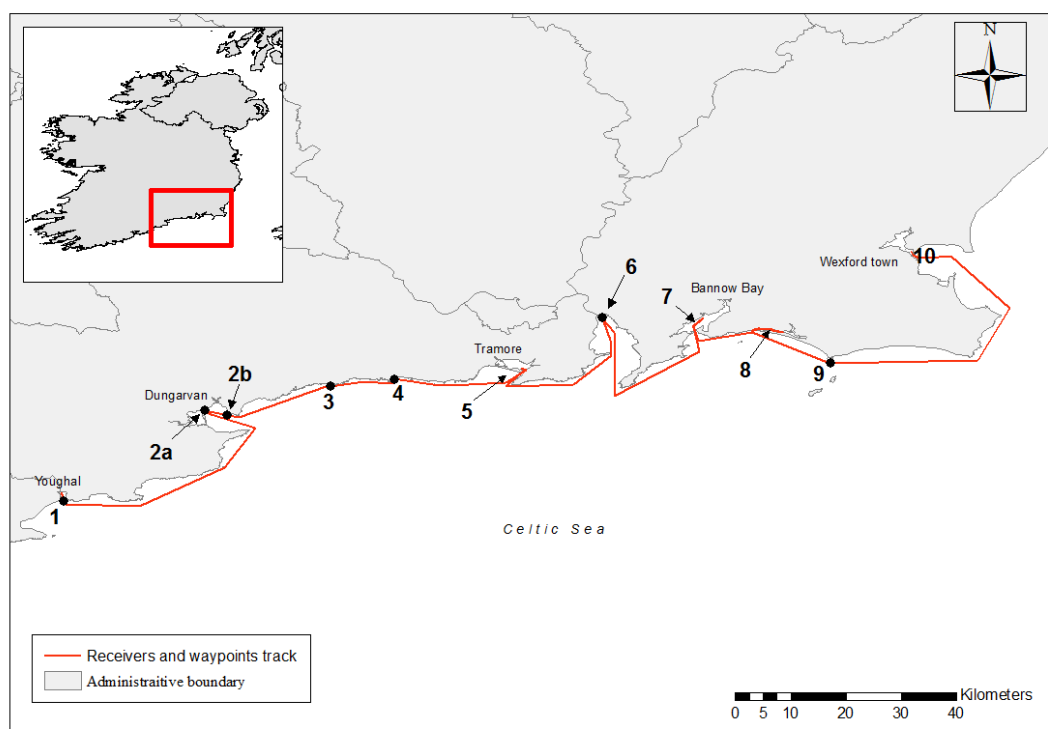 N
10
Wexford town
6
Bannow Bay
7
Tramore
8
9
2b
3
4
5
Dungarvan
2a
Youghal
1
Celtic Sea
Receivers and waypoints track
Administraitive boundary
Kilometers
0 5 10 20 30 40